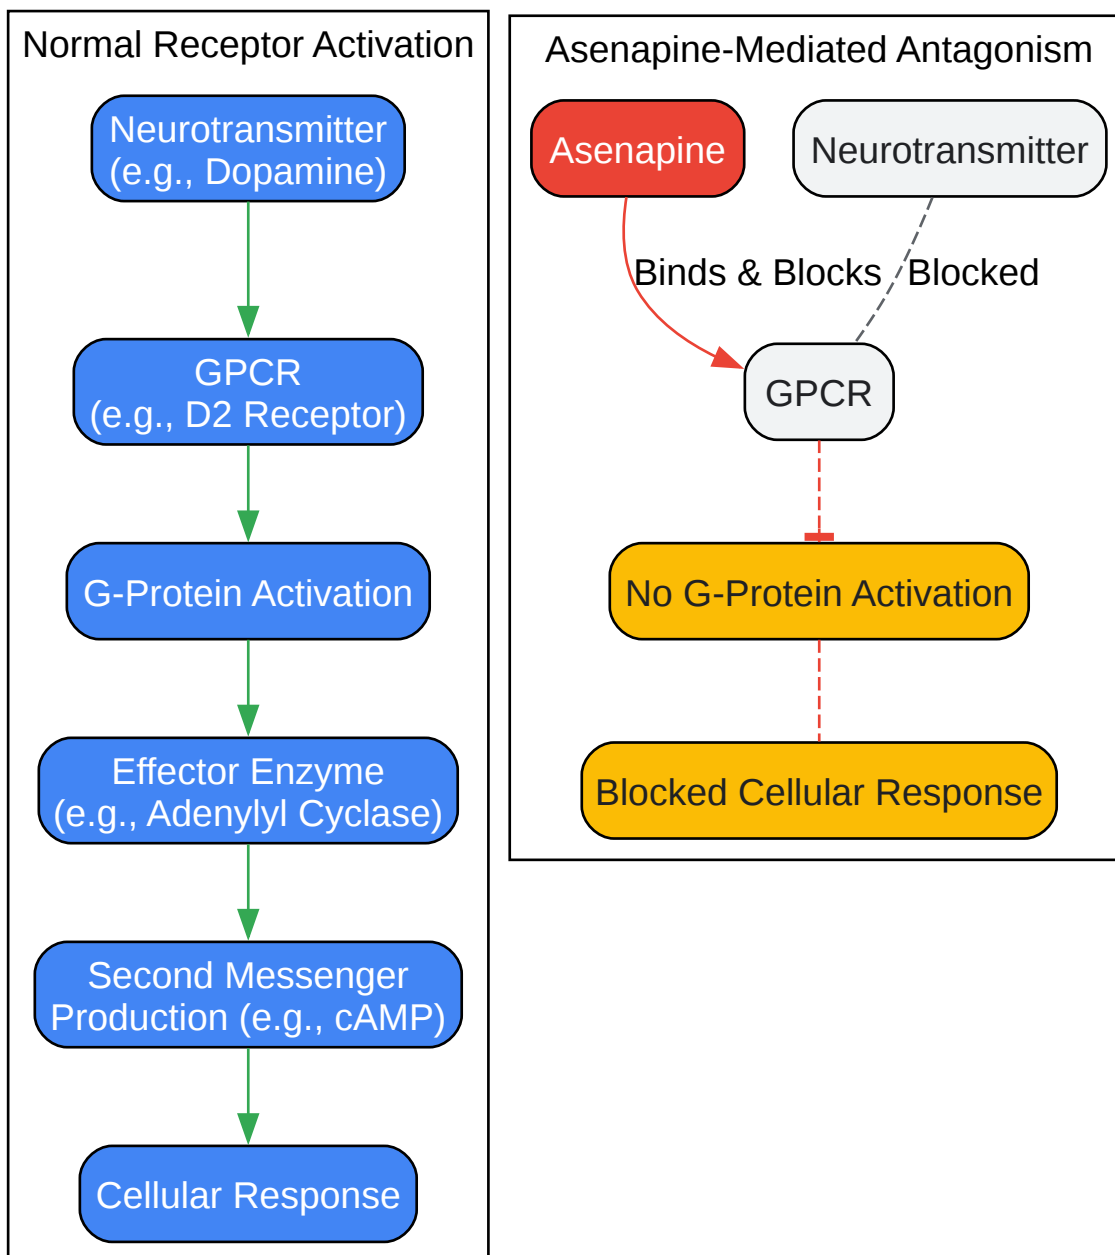 Normal Receptor Activation
Neurotransmitter
(e.g., Dopamine)
GPCR
(e.g., D2 Receptor)
G-Protein Activation
Effector Enzyme
(e.g., Adenylyl Cyclase)
Second Messenger
Production (e.g., cAMP)
Cellular Response
Asenapine-Mediated Antagonism
Asenapine
Neurotransmitter
Binds & Blocks
Blocked
GPCR
No G-Protein Activation
Blocked Cellular Response